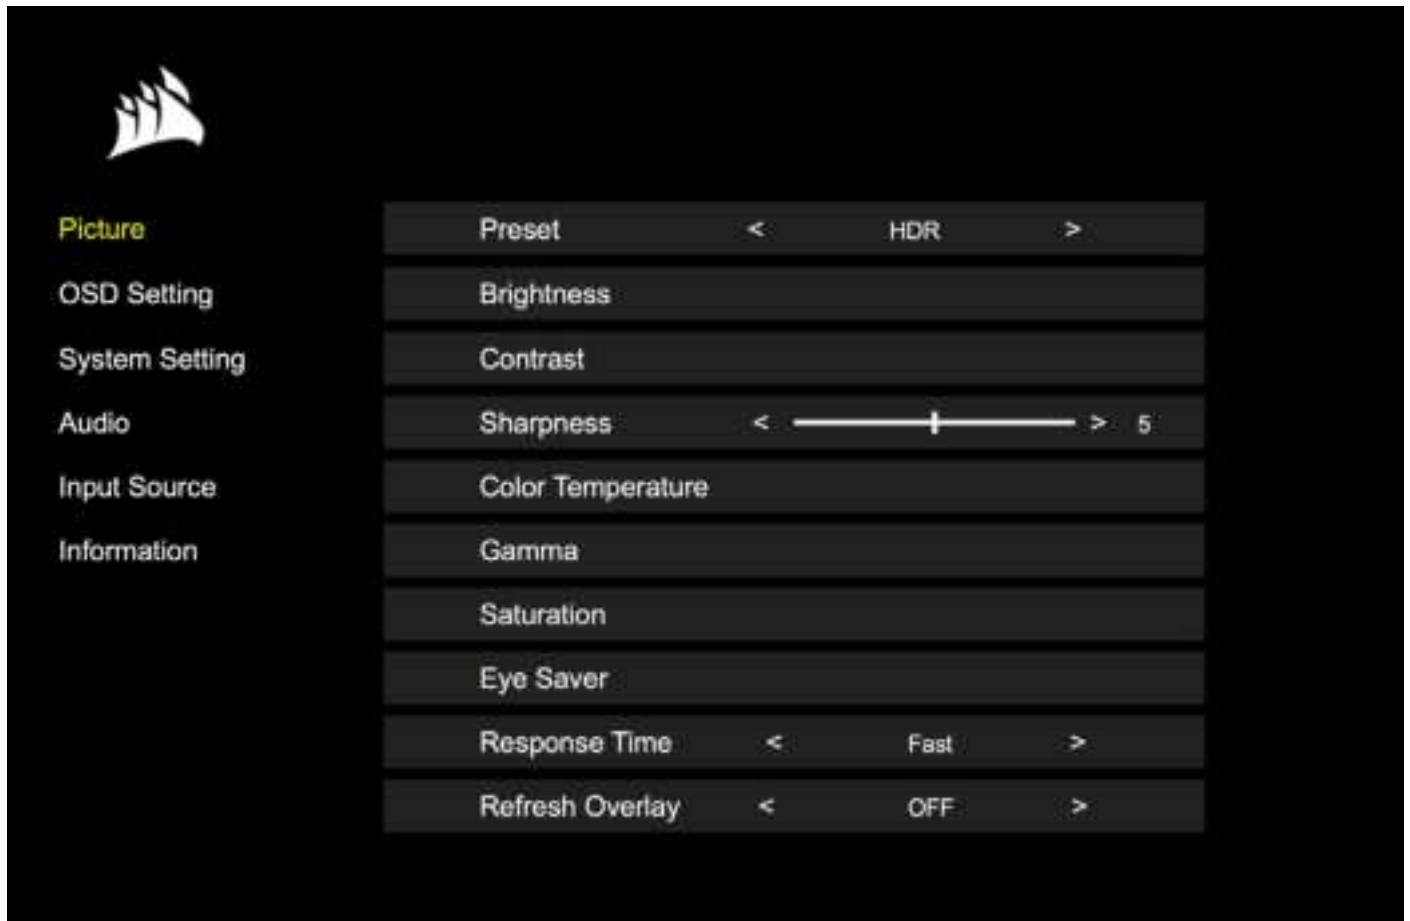 Picture Preset < HDR >
OSD Setting Brightness
System Setting Contrast
Audio Sharpness < > 5
Input Source Color Temperature
Information Gamma
Saturation
Eye Saver
Response Time < Fast >
Refresh Overlay < OFF >